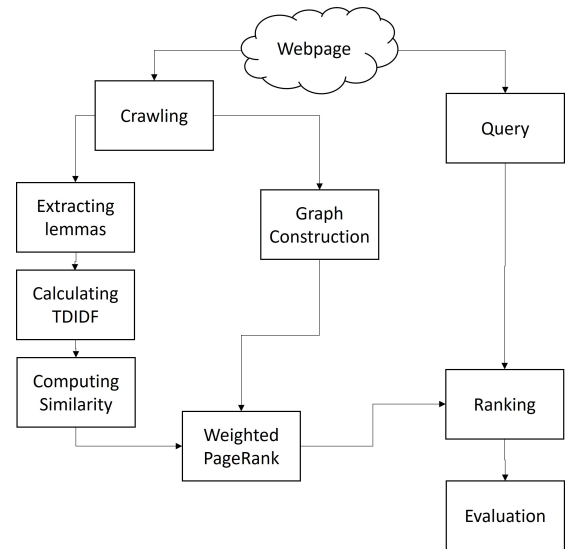 Webpage
Crawling
Query
Extracting
lemmas
Graph
Construction
Calculating
TDIDF
Computing
Similarity
Weighted
PageRank
Ranking
Evaluation